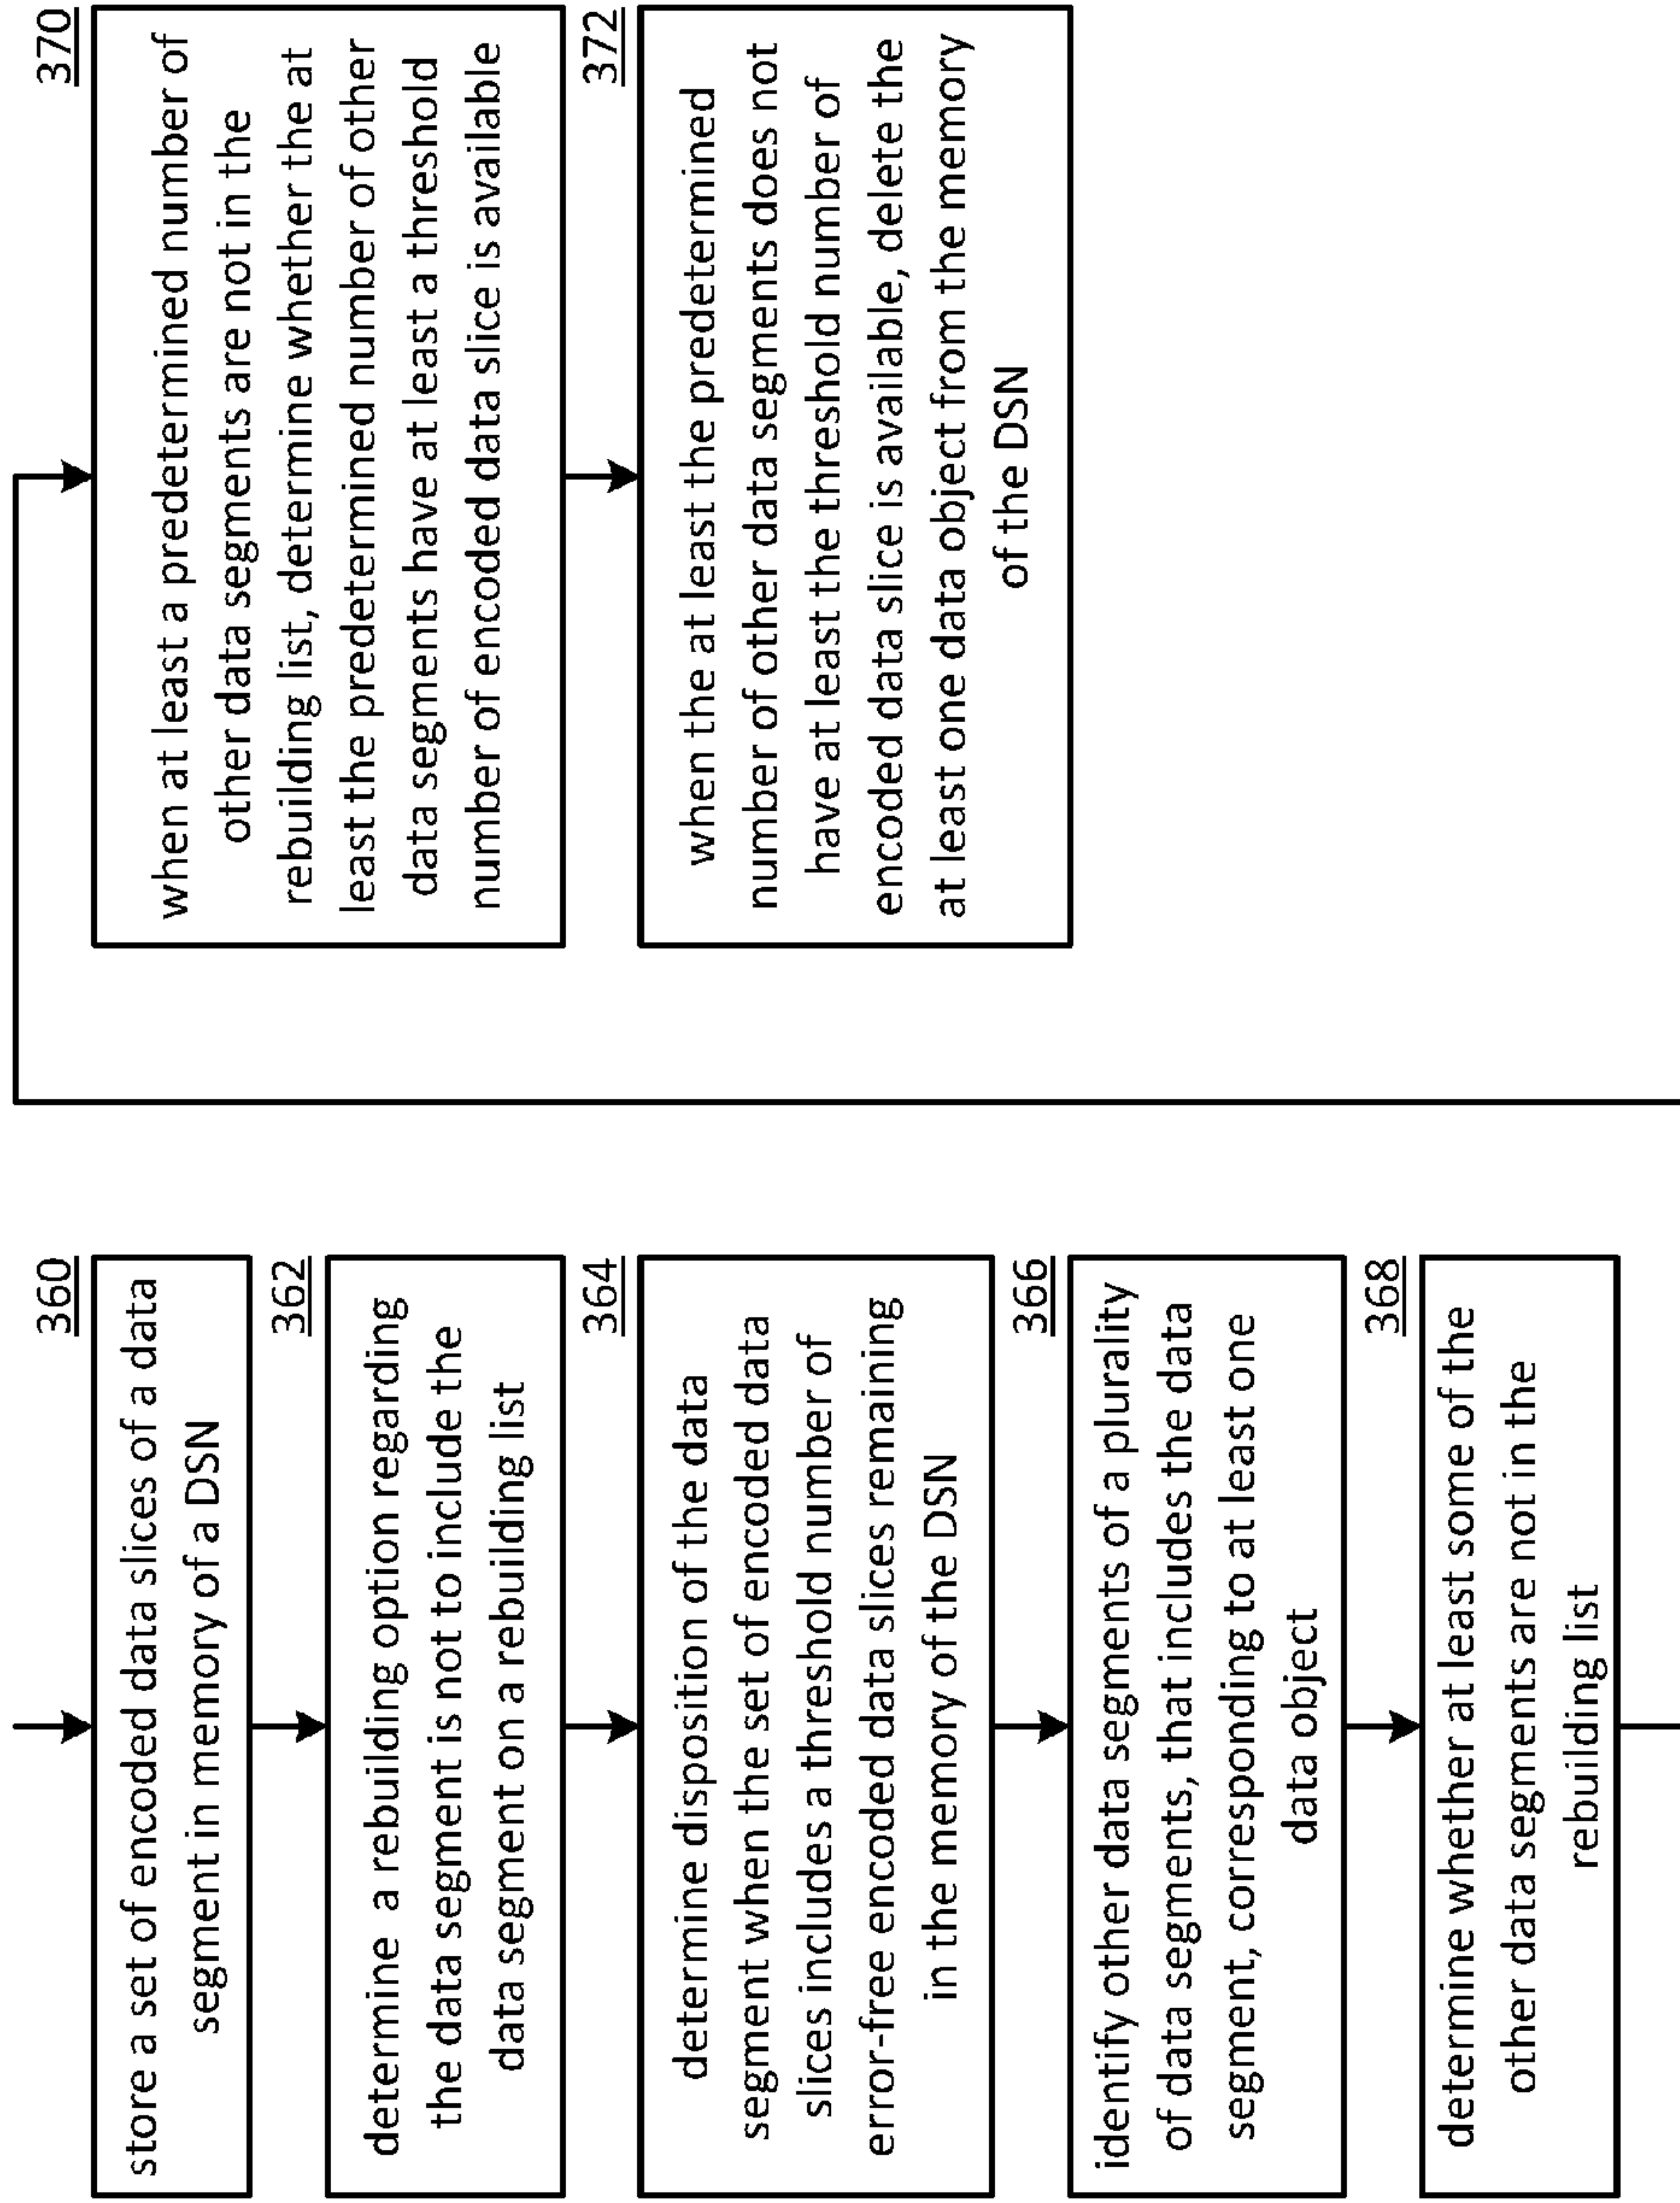 360
store a set of encoded data slices of a data
segment in memory of a DSN
362
determine a rebuilding option regarding
the data segment is not to include the
data segment on a rebuilding list
364
determine disposition of the data
segment when the set of encoded data
slices includes a threshold number of
error-free encoded data slices remaining
in the memory of the DSN
366
identify other data segments of a plurality
of data segments, that includes the data
segment, corresponding to at least one
data object
368
determine whether at least some of the
other data segments are not in the
rebuilding list
370
when at least a predetermined number of
other data segments are not in the
rebuilding list, determine whether the at
least the predetermined number of other
data segments have at least a threshold
number of encoded data slice is available
372
when the at least the predetermined
number of other data segments does not
have at least the threshold number of
encoded data slice is available, delete the
at least one data object from the memory
of the DSN